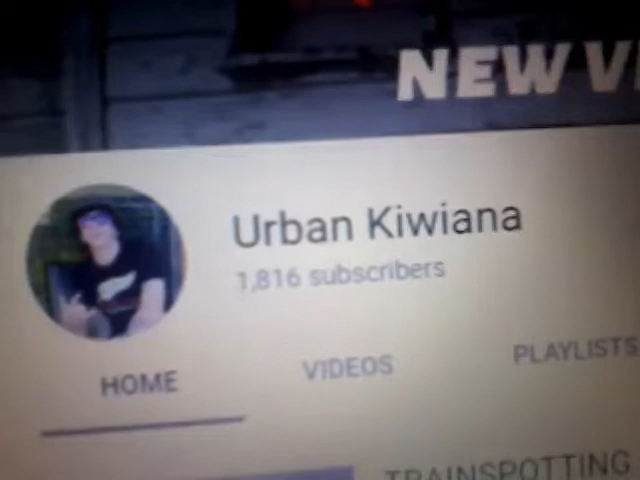 NEW V
Urban Kiwiana
1,816 subscribers
HOME
VIDEOS
PLAYLISTS
TRAINSPOTTING